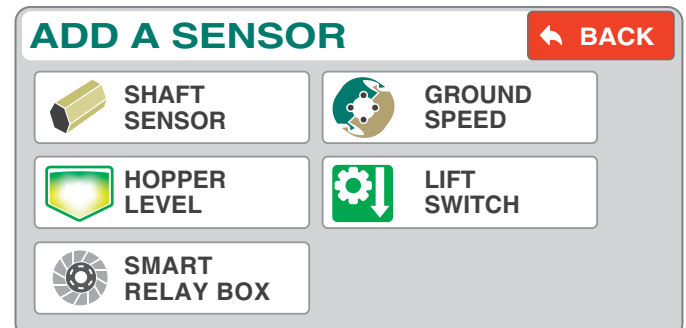 ADD A SENSOR
BACK
SHAFT
SENSOR
GROUND
SPEED
HOPPER
LEVEL
LIFT
SWITCH
SMART
RELAY BOX